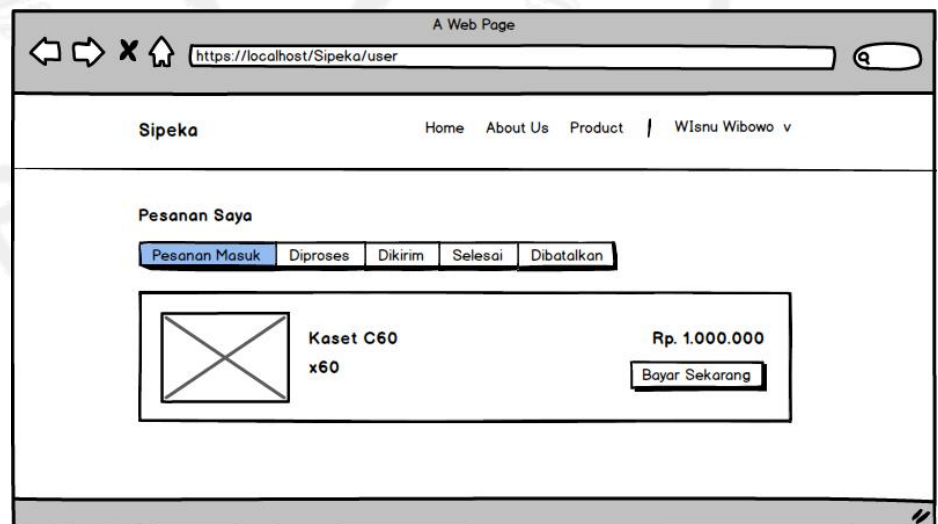 A Web Page
https://localhost/Sipeka/user
Sipeka Home About Us Product | WIsnu Wibowo v
Pesanan Saya
Pesanan Masuk Diproses Dikirim Selesai Dibatalkan
Kaset C60 Rp. 1.000.000
x60 Bayar Sekarang